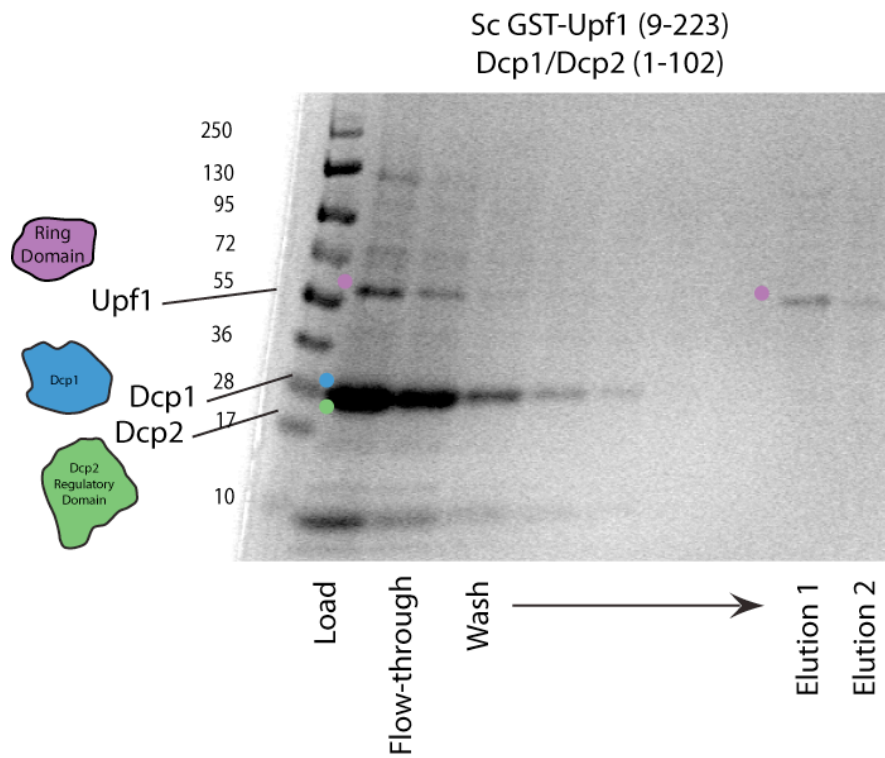 Sc GST-Upf1 (9-223)
Dcp1/Dcp2 (1-102)
250
130
95
72
55
36
28
17
10
Ring
Domain
Upf1
Dcp1
Dcp1
Dcp2
Dcp2
Regulatory
Domain
Load
Flow-through
Wash
Elution 1
Elution 2